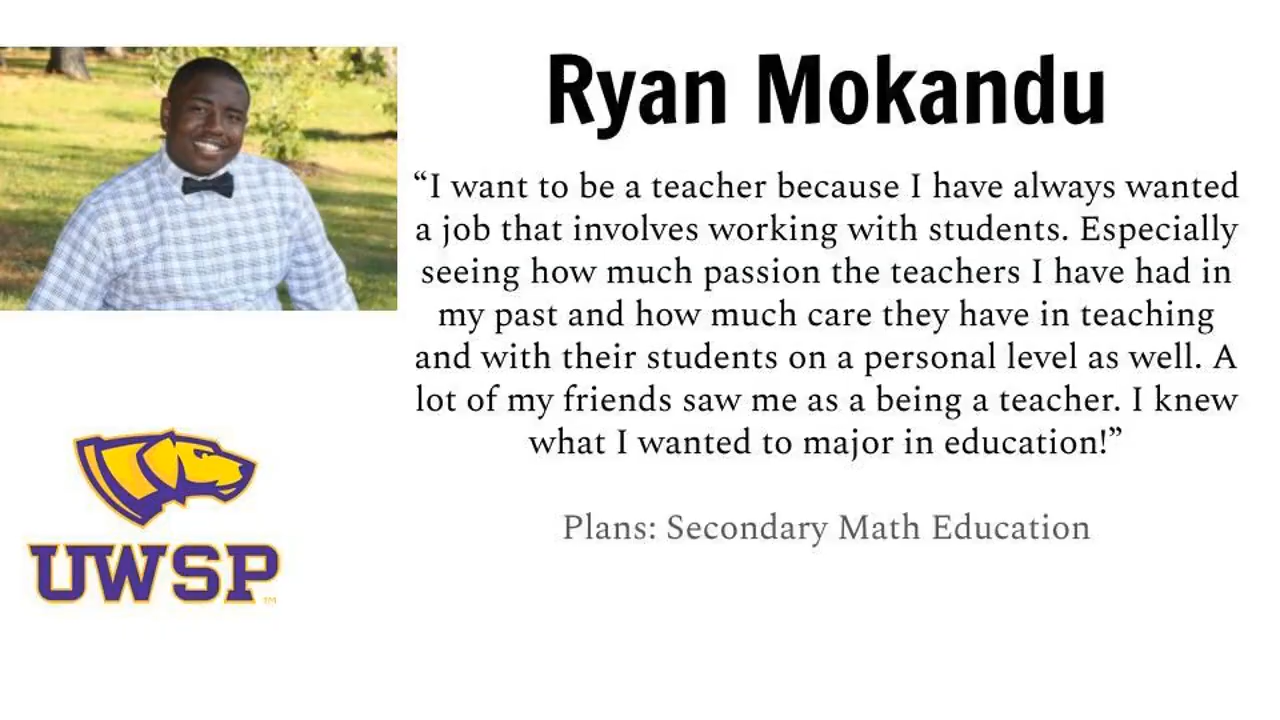 Ryan Mokandu
“I want to be a teacher because I have always wanted
a job that involves working with students. Especially
seeing how much passion the teachers I have had in
my past and how much care they have in teaching
and with their students on a personal level as well. A
lot of my friends saw me as a being a teacher. I knew
what I wanted to major in education!”
Plans: Secondary Math Education
UWSP
TM